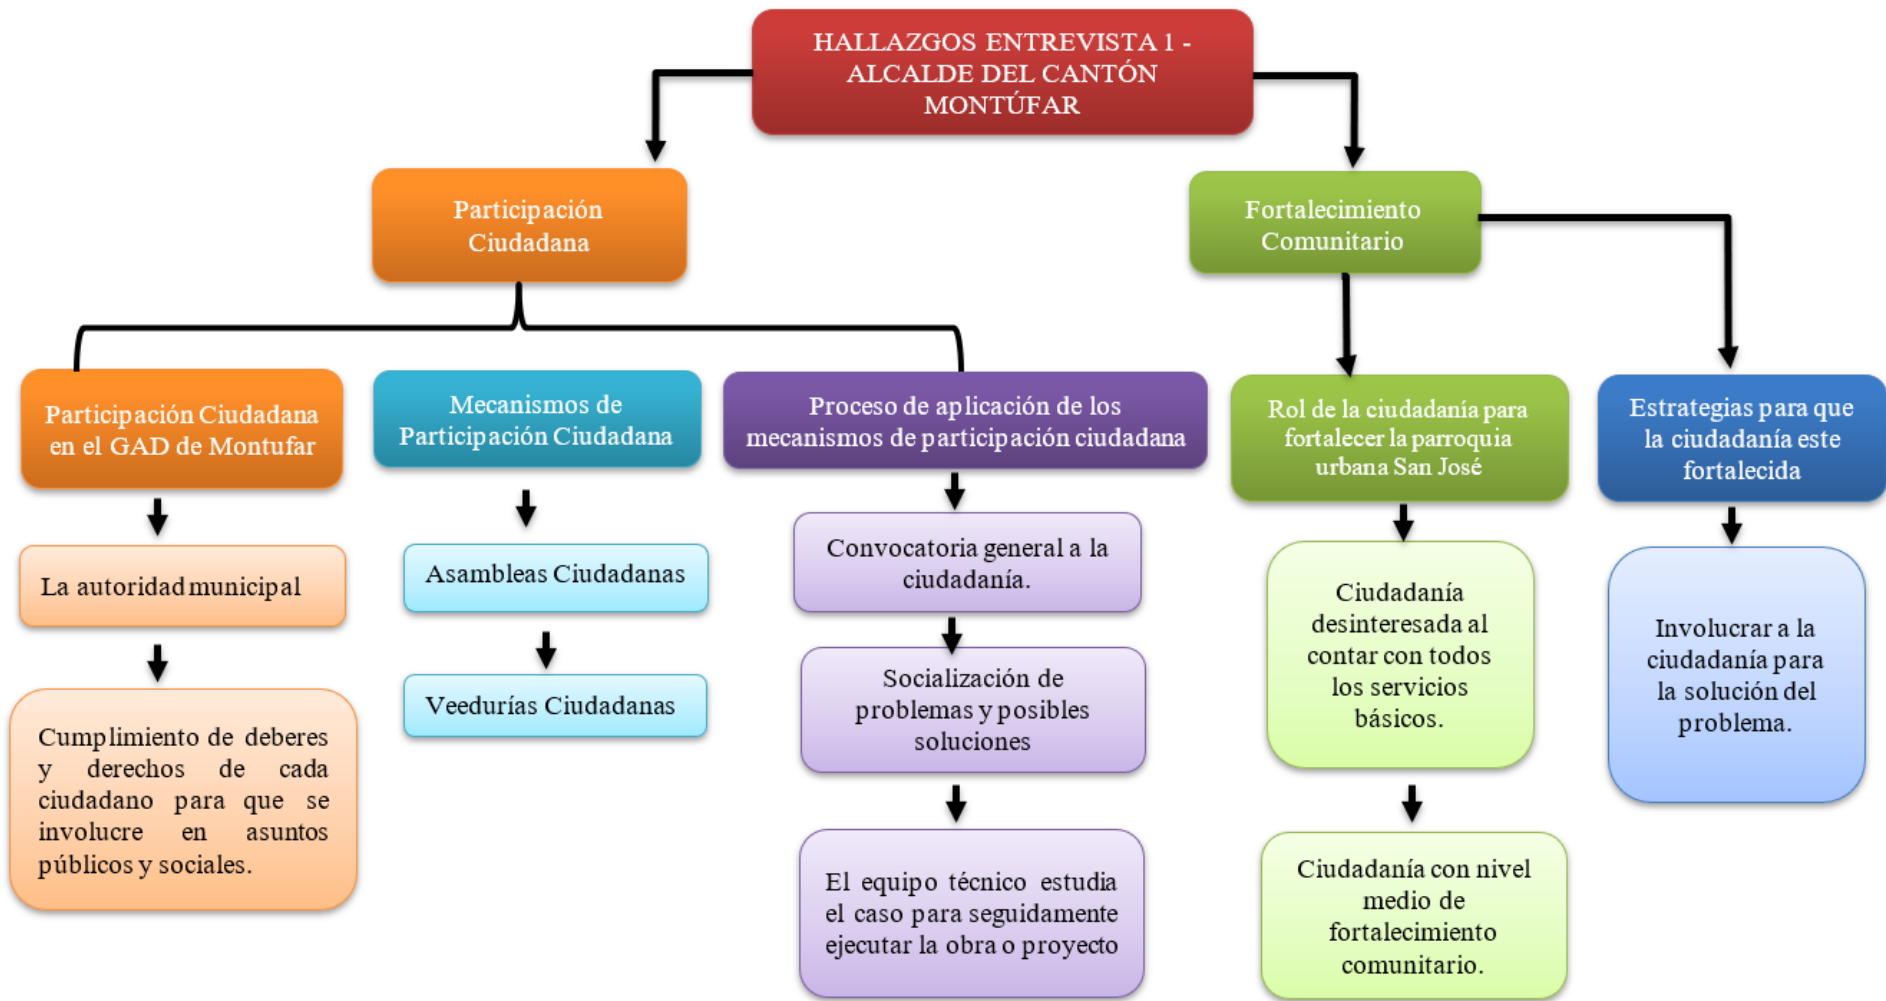 HALLAZGOS ENTREVISTA 1 -
ALCALDE DEL CANTÓN
MONTÚFAR
Participación
Ciudadana
Fortalecimiento
Comunitario
Participación Ciudadana
en el GAD de Montufar
Mecanismos de
Participación Ciudadana
Proceso de aplicación de los
mecanismos de participación ciudadana
Rol de la ciudadanía para
fortalecer la parroquia
urbana San José
Estrategias para que
la ciudadanía este
fortalecida
La autoridad municipal
Cumplimiento de deberes
y derechos de cada
ciudadano para que se
involucre en asuntos
públicos y sociales.
Asambleas Ciudadanas
Veedurías Ciudadanas
Convocatoria general a la
ciudadanía.
Socialización de
problemas y posibles
soluciones
El equipo técnico estudia
el caso para seguidamente
ejecutar la obra o proyecto
Ciudadanía
desinteresada al
contar con todos
los servicios
básicos.
Ciudadanía con nivel
medio de
fortalecimiento
comunitario.
Involucrar a la
ciudadanía para
la solución del
problema.